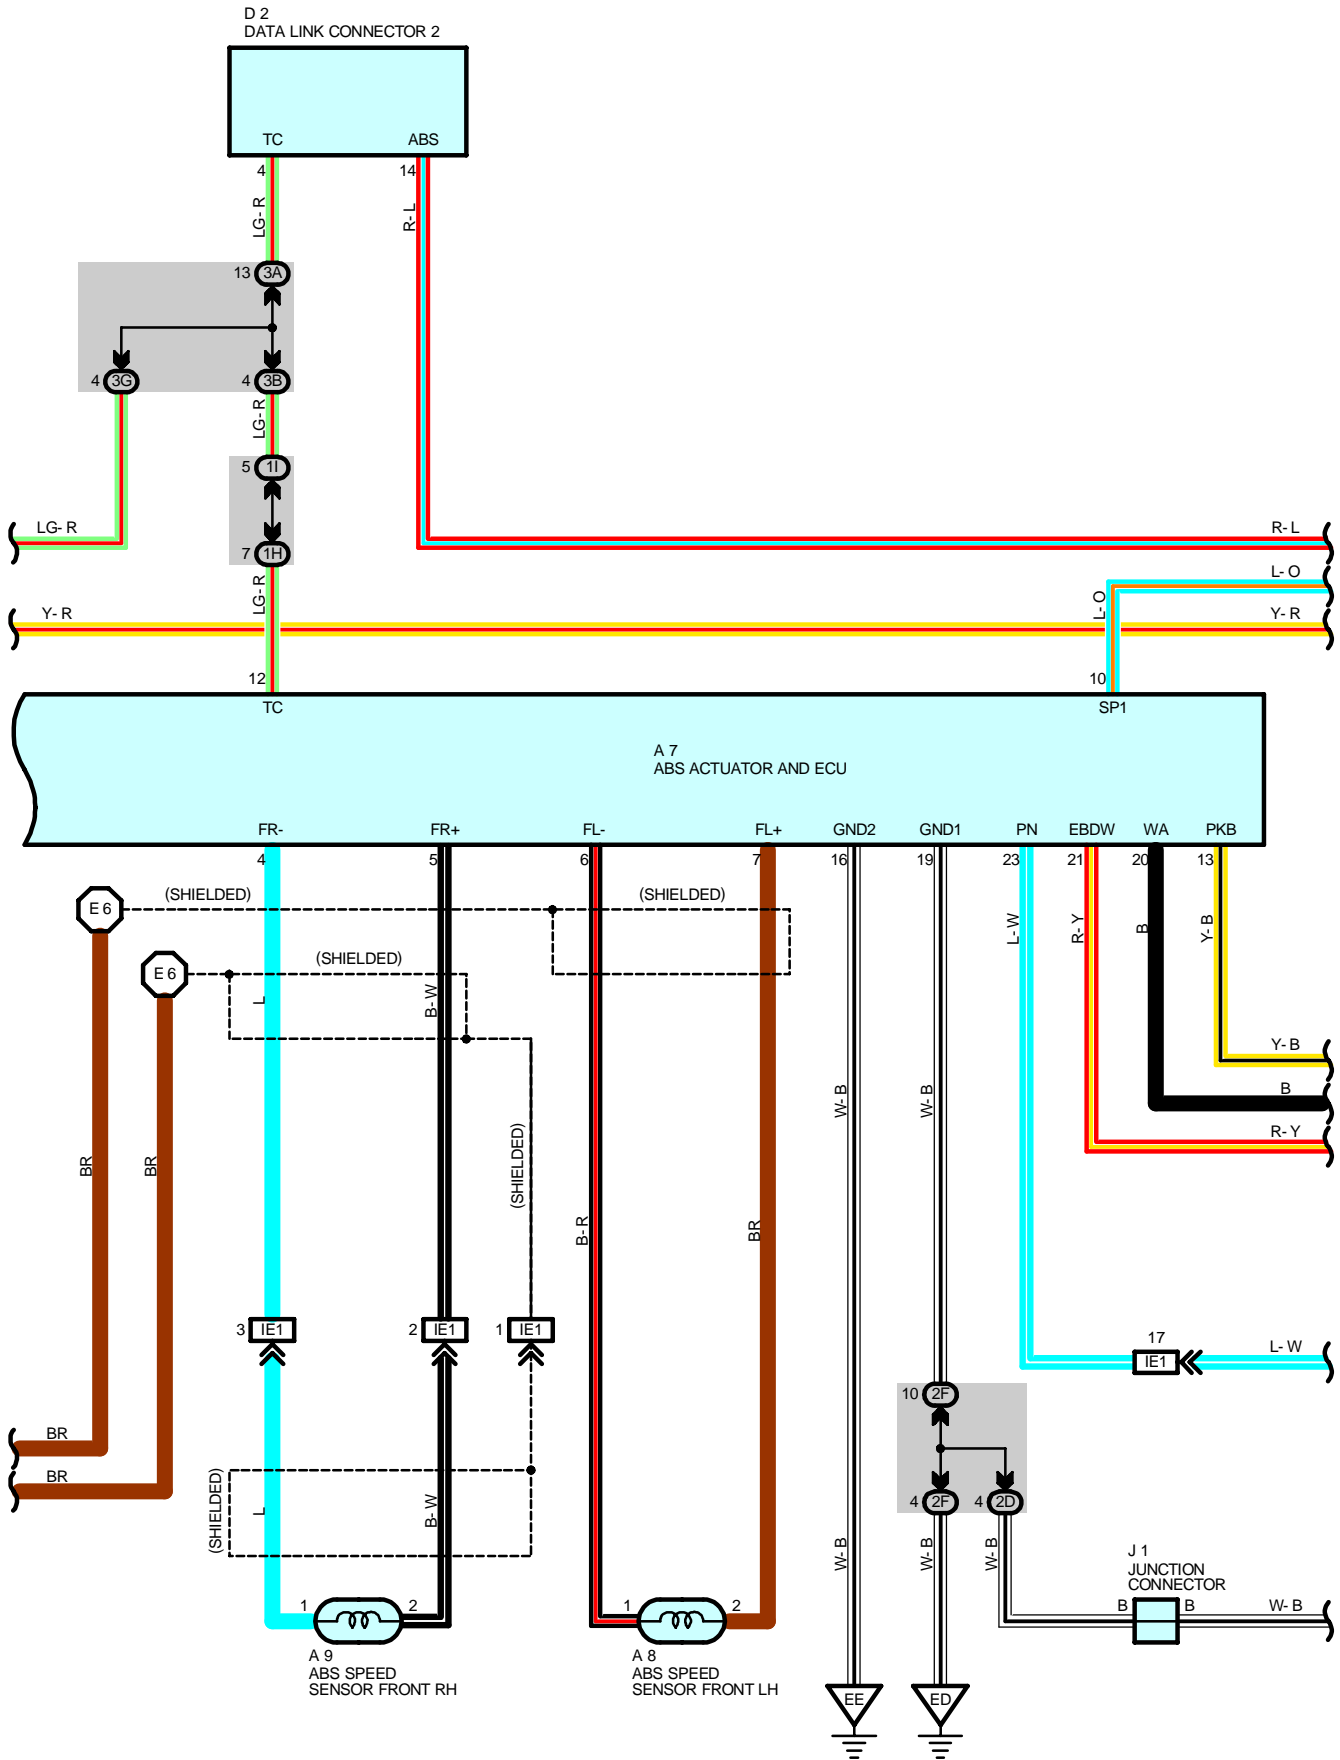 D 2
DATA LINK CONNECTOR 2
TC ABS
4 14
LG- R
R- L
13 3A
4 3G 4 3B
LG- R
5 1I
7 1H
LG- R
LG- R R- L
L- O
L- O
Y- R Y- R
12 10
TC SP1
A 7
ABS ACTUATOR AND ECU
FR- FR+ FL- FL+ GND2 GND1 PN EBDW WA PKB
4 5 6 7 16 19 23 21 20 13
E 6 (SHIELDED) (SHIELDED)
L- W R- Y B Y- B
E 6 (SHIELDED)
L B- W
Y- B
B
R- Y
W- B W- B
BR BR (SHIELDED)
B- R BR
3 IE1 2 IE1 1 IE1
17
IE1 L- W
10 2F
4 2F 4 2D
BR
BR
(SHIELDED) L B- W
W- B W- B W- B
J 1
JUNCTION
CONNECTOR
B B W- B
1 2 1 2
A 9
ABS SPEED
SENSOR FRONT RH
A 8
ABS SPEED
SENSOR FRONT LH
EE ED